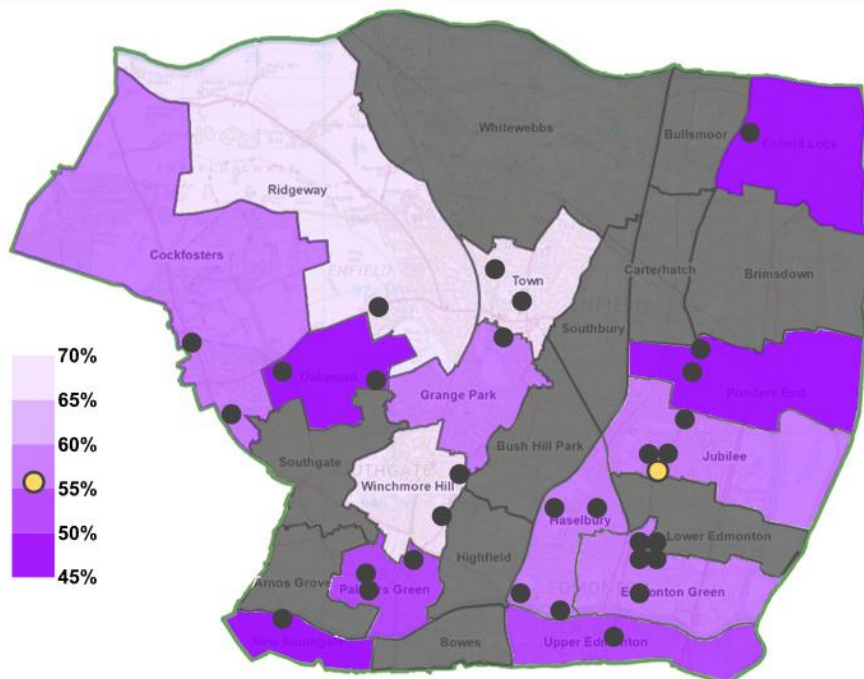 Whitewebbs
Bullsmoor
Enfield Lock
Ridgeway
Cockfosters
ENFIELD
Town
Carterhatch
Brimsdown
Southbury
70%
65%
60%
55%
50%
45%
Oakwood
Grange Park
Ponders End
Southgate
Bush Hill Park
Jubilee
Winchmore Hill
Haselbury
Lower Edmonton
Highfield
Arnos Grove
Palmers Green
Edmonton Green
New Southgate
Bowes
Upper Edmonton